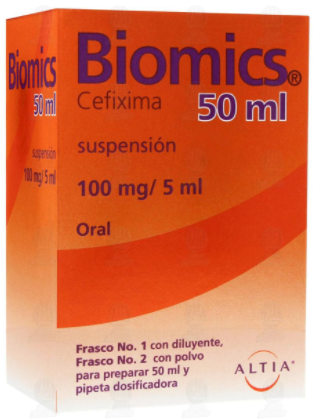 Biomics®
Cefixima
50 ml
suspensión
100 mg/ 5 ml
Oral
Frasco No. 1 con diluyente,
Frasco No. 2 con polvo
para preparar 50 ml y
pipeta dosificadora
ALTIA®
Biomics
50 ml
suspensión
100 mg/ 5 ml